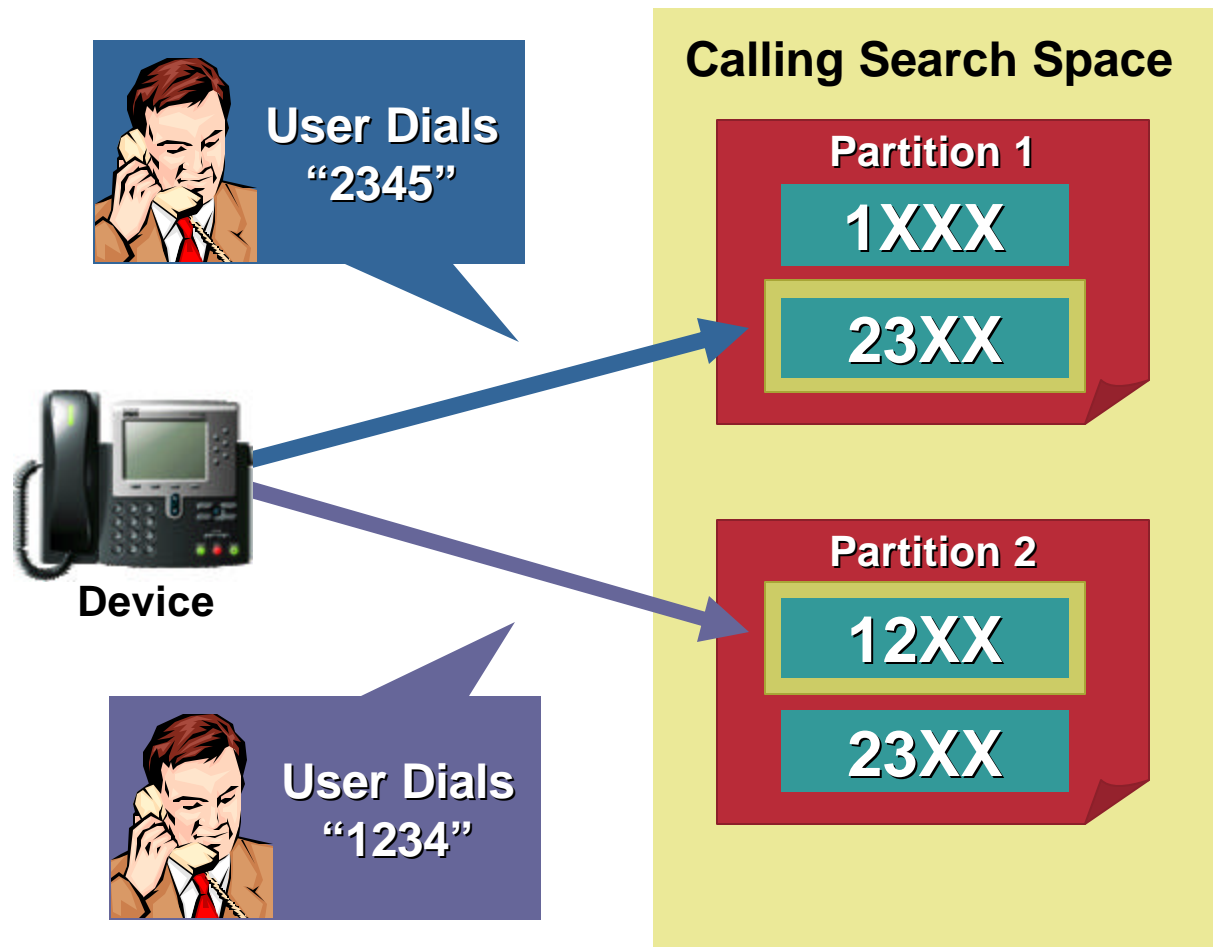 Calling Search Space
User Dials
“2345”
Partition 1
1XXX
23XX
Device
Partition 2
12XX
23XX
User Dials
“1234”